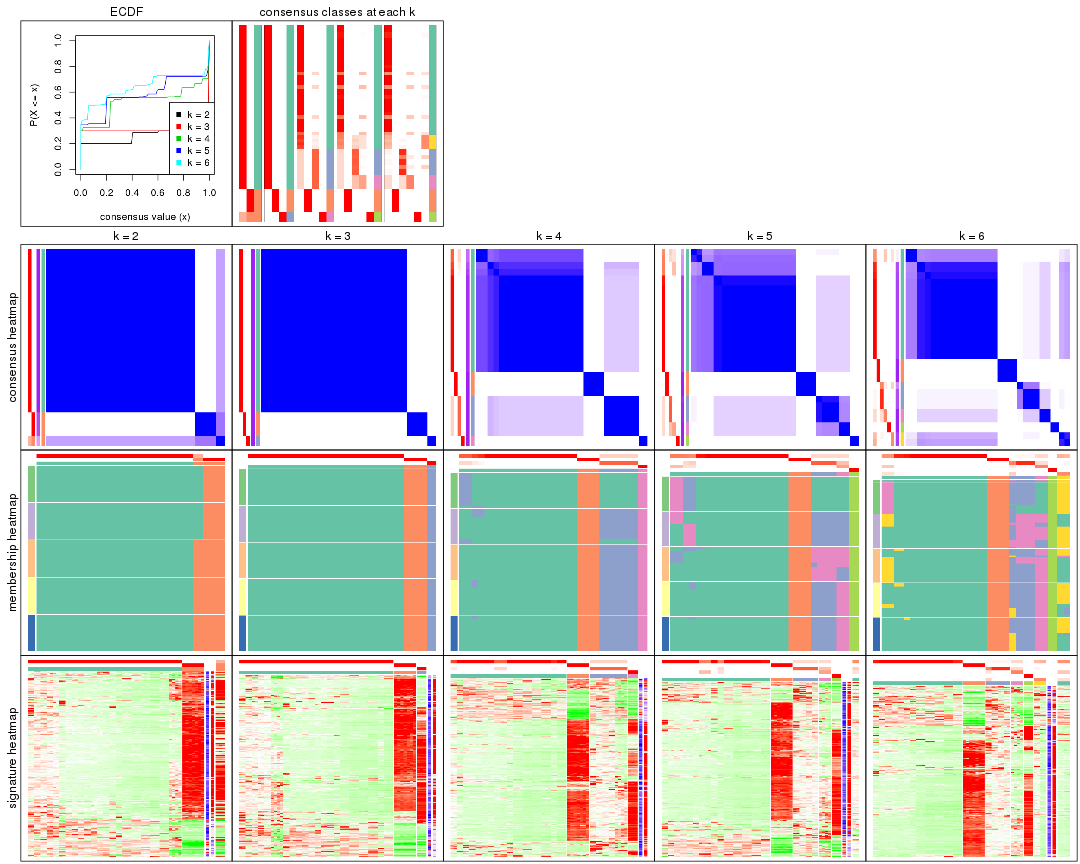 ECDF
consensus classes at each k
P(X <= x)
1.0
0.8
0.6
0.4
0.2
0.0
k = 2
k = 3
k = 4
k = 5
k = 6
0.0 0.2 0.4 0.6 0.8 1.0
consensus value (x)
k = 2
k = 3
k = 4
k = 5
k = 6
consensus heatmap
membership heatmap
signature heatmap